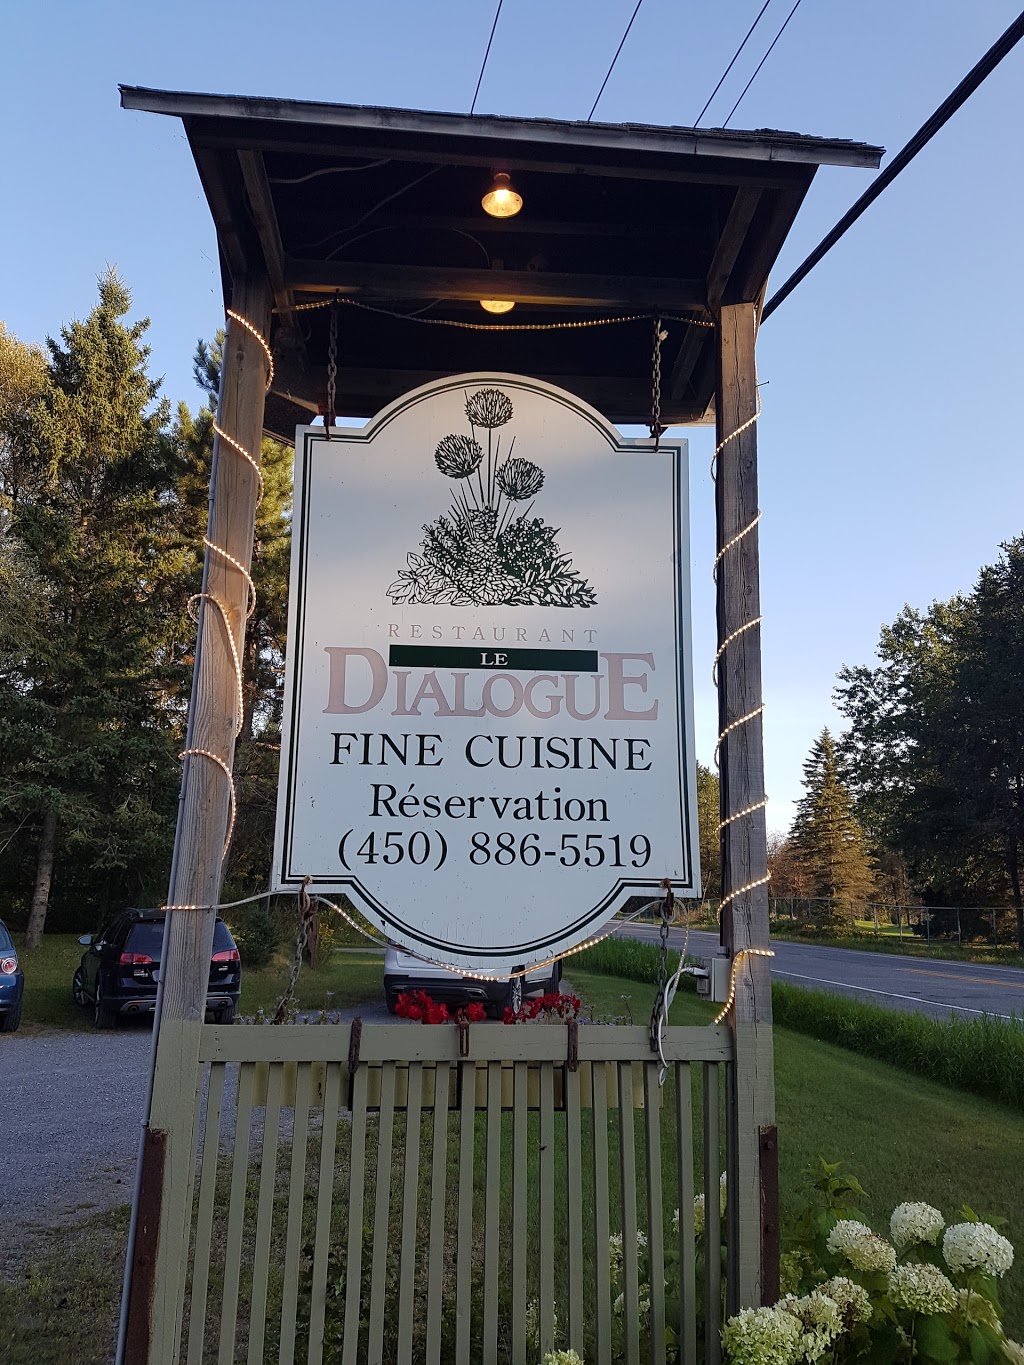 RESTAURANT
LE
DIALOGUE
FINE CUISINE
Réservation
(450) 886-5519